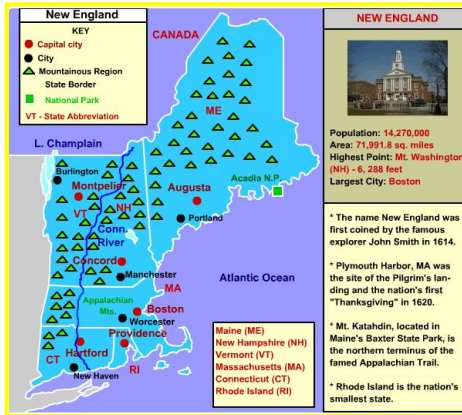 New England
KEY
Capital city
City
Mountainous Region
State Border
National Park
VT - State Abbreviation
CANADA
ME
L. Champlain
Burlington
Montpelier
VT
NH
Augusta
Acadia N.P.
Portland
Conn.
River
Concord
Manchester
Atlantic Ocean
MA
Appalachian
Mts.
Boston
Worcester
Providence
Hartford
CT
RI
New Haven
Maine (ME)
New Hampshire (NH)
Vermont (VT)
Massachusetts (MA)
Connecticut (CT)
Rhode Island (RI)
NEW ENGLAND
Population: 14,270,000
Area: 71,991.8 sq. miles
Highest Point: Mt. Washington
(NH) - 6, 288 feet
Largest City: Boston
* The name New England was
first coined by the famous
explorer John Smith in 1614.
* Plymouth Harbor, MA was
the site of the Pilgrim's lan-
ding and the nation's first
"Thanksgiving" in 1620.
* Mt. Katahdin, located in
Maine's Baxter State Park, is
the northern terminus of the
famed Appalachian Trail.
* Rhode Island is the nation's
smallest state.